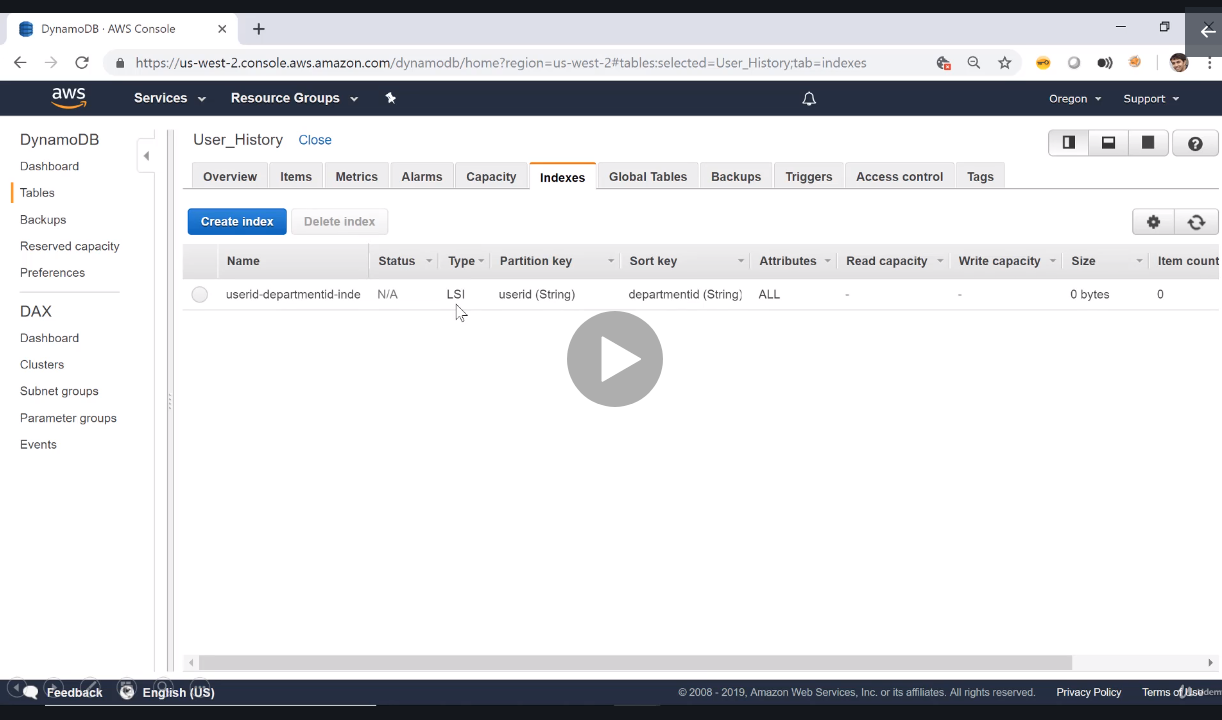 DynamoDB · AWS Console
https://us-west-2.console.aws.amazon.com/dynamodb/home?region=us-west-2#tables:selected=User_History;tab=indexes
aws
Services
Resource Groups
Oregon
Support
DynamoDB
Dashboard
Tables
Backups
Reserved capacity
Preferences
DAX
Dashboard
Clusters
Subnet groups
Parameter groups
Events
User_History Close
Overview Items Metrics Alarms Capacity Indexes Global Tables Backups Triggers Access control Tags
Create index Delete index
Name Status Type Partition key Sort key Attributes Read capacity Write capacity Size Item count
userid-departmentid-inde N/A LSI userid (String) departmentid (String) ALL - - 0 bytes 0
Feedback English (US) © 2008 - 2019, Amazon Web Services, Inc. or its affiliates. All rights reserved. Privacy Policy Terms of Use